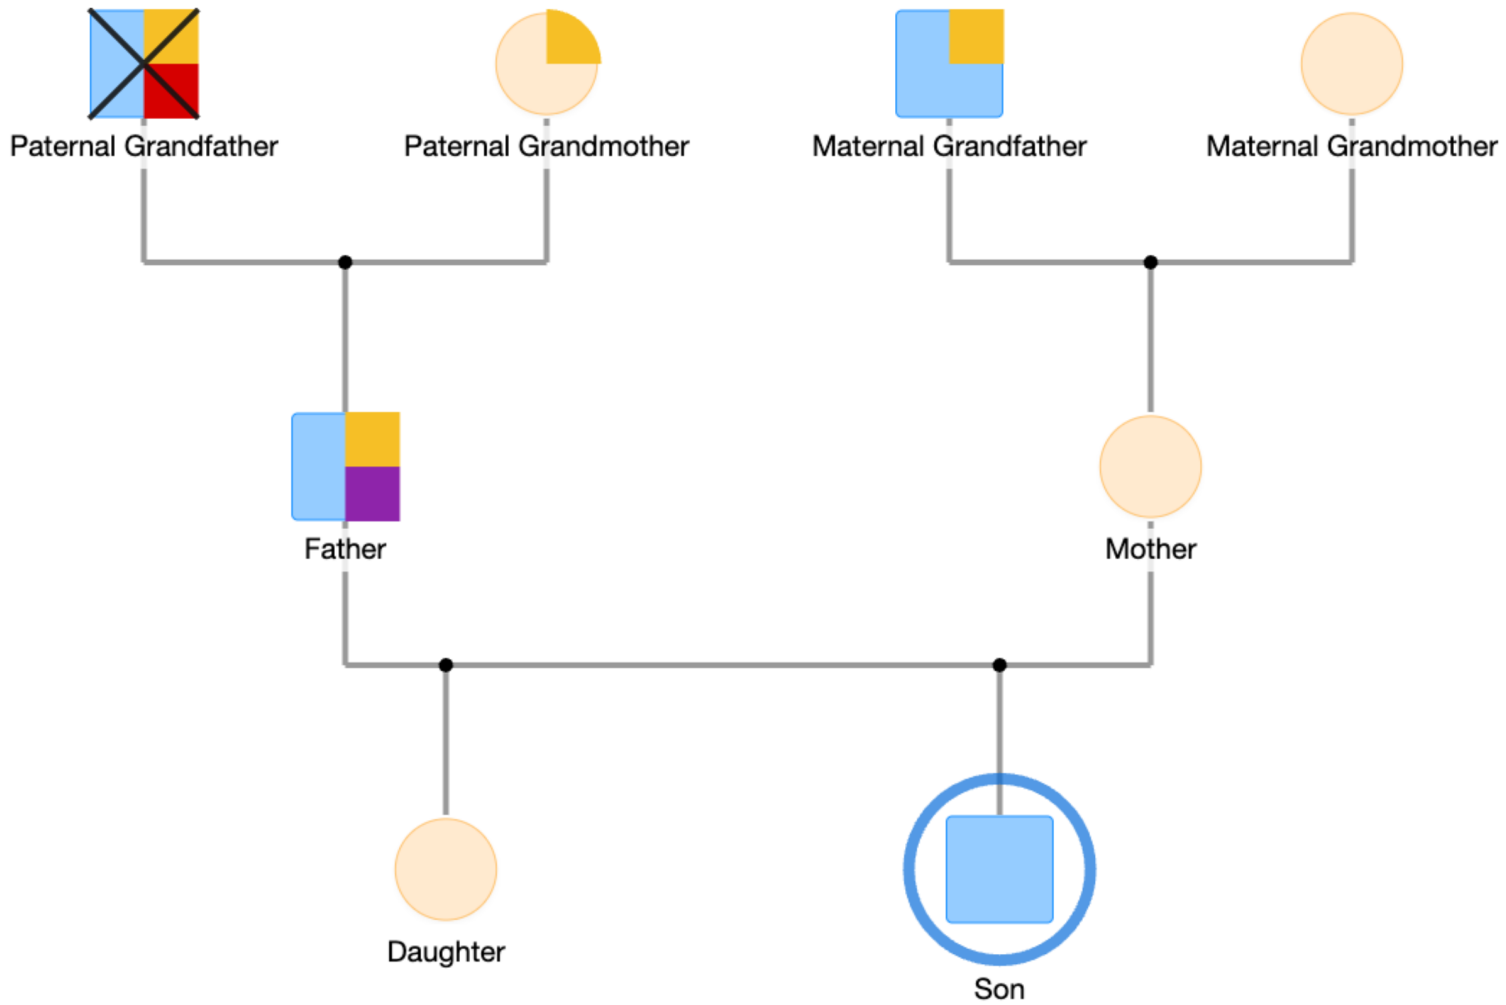 Paternal Grandfather
Paternal Grandmother
Maternal Grandfather
Maternal Grandmother
Father
Mother
Daughter
Son